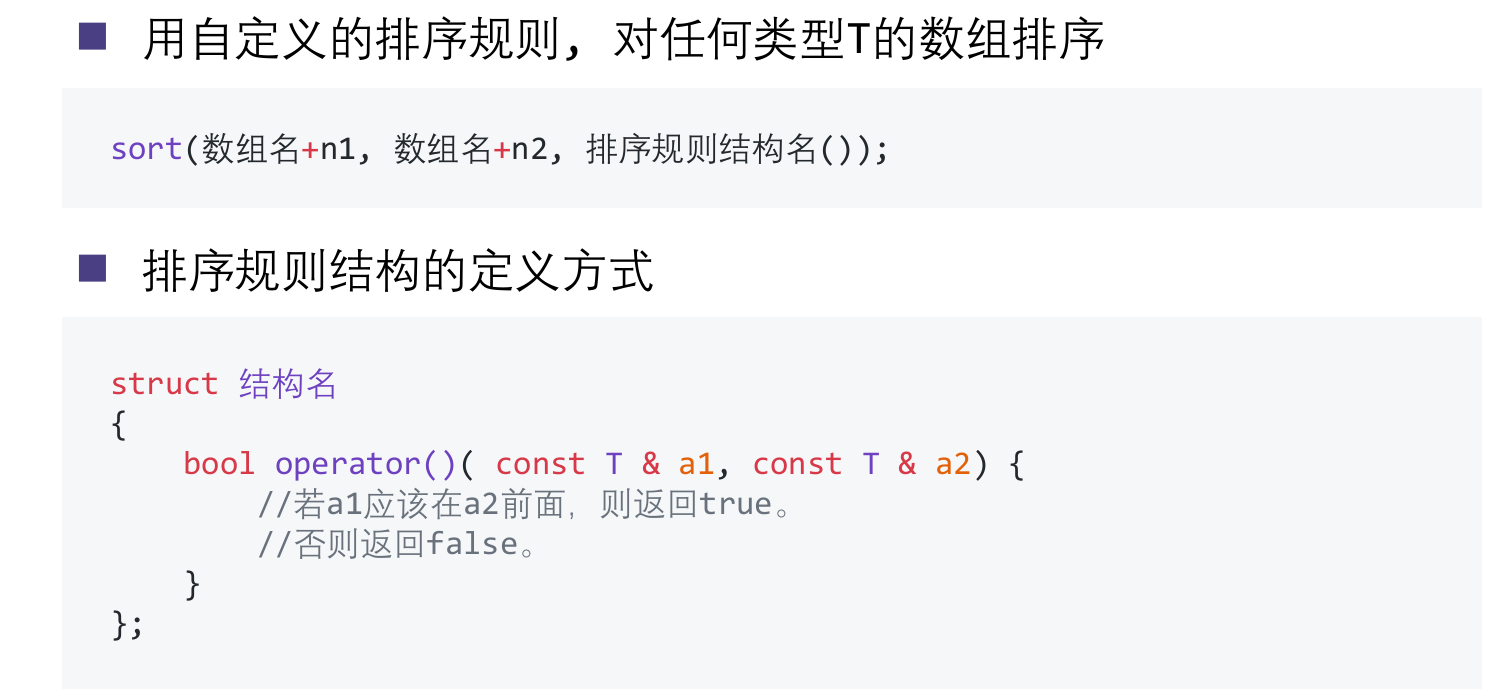 用自定义的排序规则, 对任何类型T的数组排序
sort(数组名+n1, 数组名+n2, 排序规则结构名());
排序规则结构的定义方式
struct 结构名
{
bool operator()( const T & a1, const T & a2) {
//若a1应该在a2前面，则返回true。
//否则返回false。
}
};